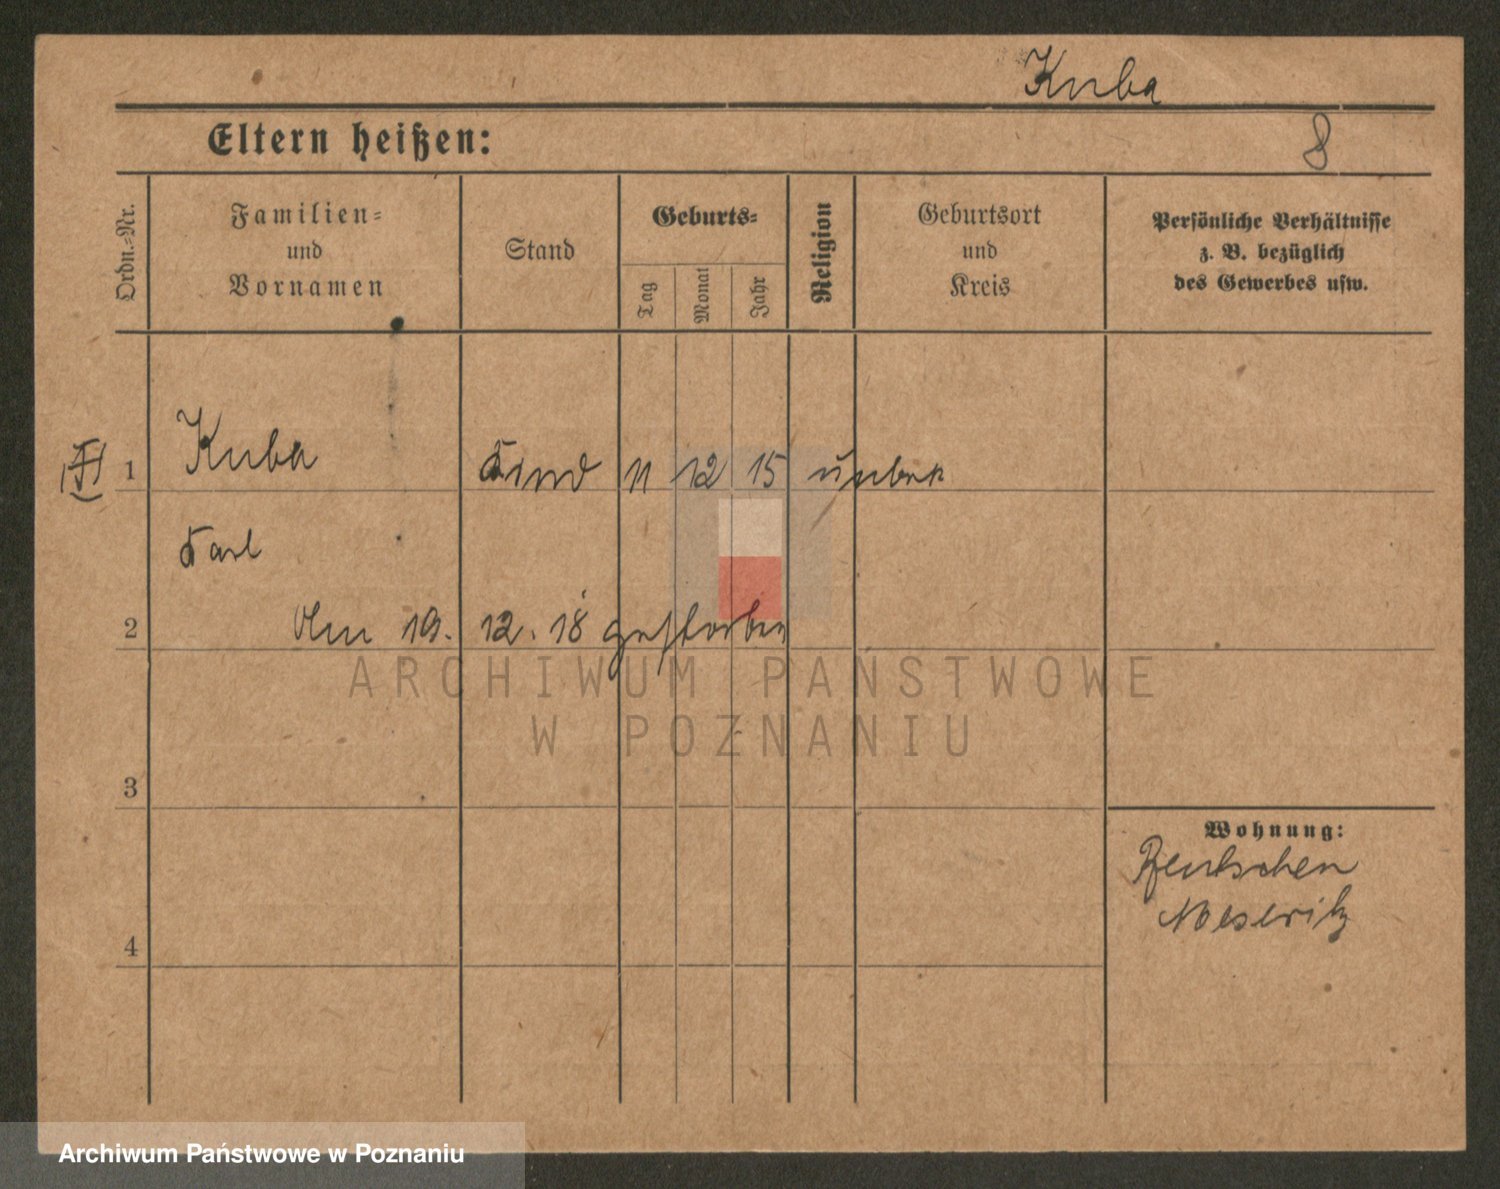 Kuba
Eltern heißen:
8
Ordn.=Nr.
Familien=
und
Vornamen
Stand
Geburts=
Tag
Monat
Jahr
Religion
Geburtsort
und
Kreis
Persönliche Verhältnisse
z. B. bezüglich
des Gewerbes usw.
1 Kuba Kind 11 12 15 unbek
Karl
2 Am 19. 12. 18 gestorben
3
4
Wohnung:
Bentschen
Meseritz
ARCHIWUM PAŃSTWOWE
W POZNANIU
Archiwum Państwowe w Poznaniu